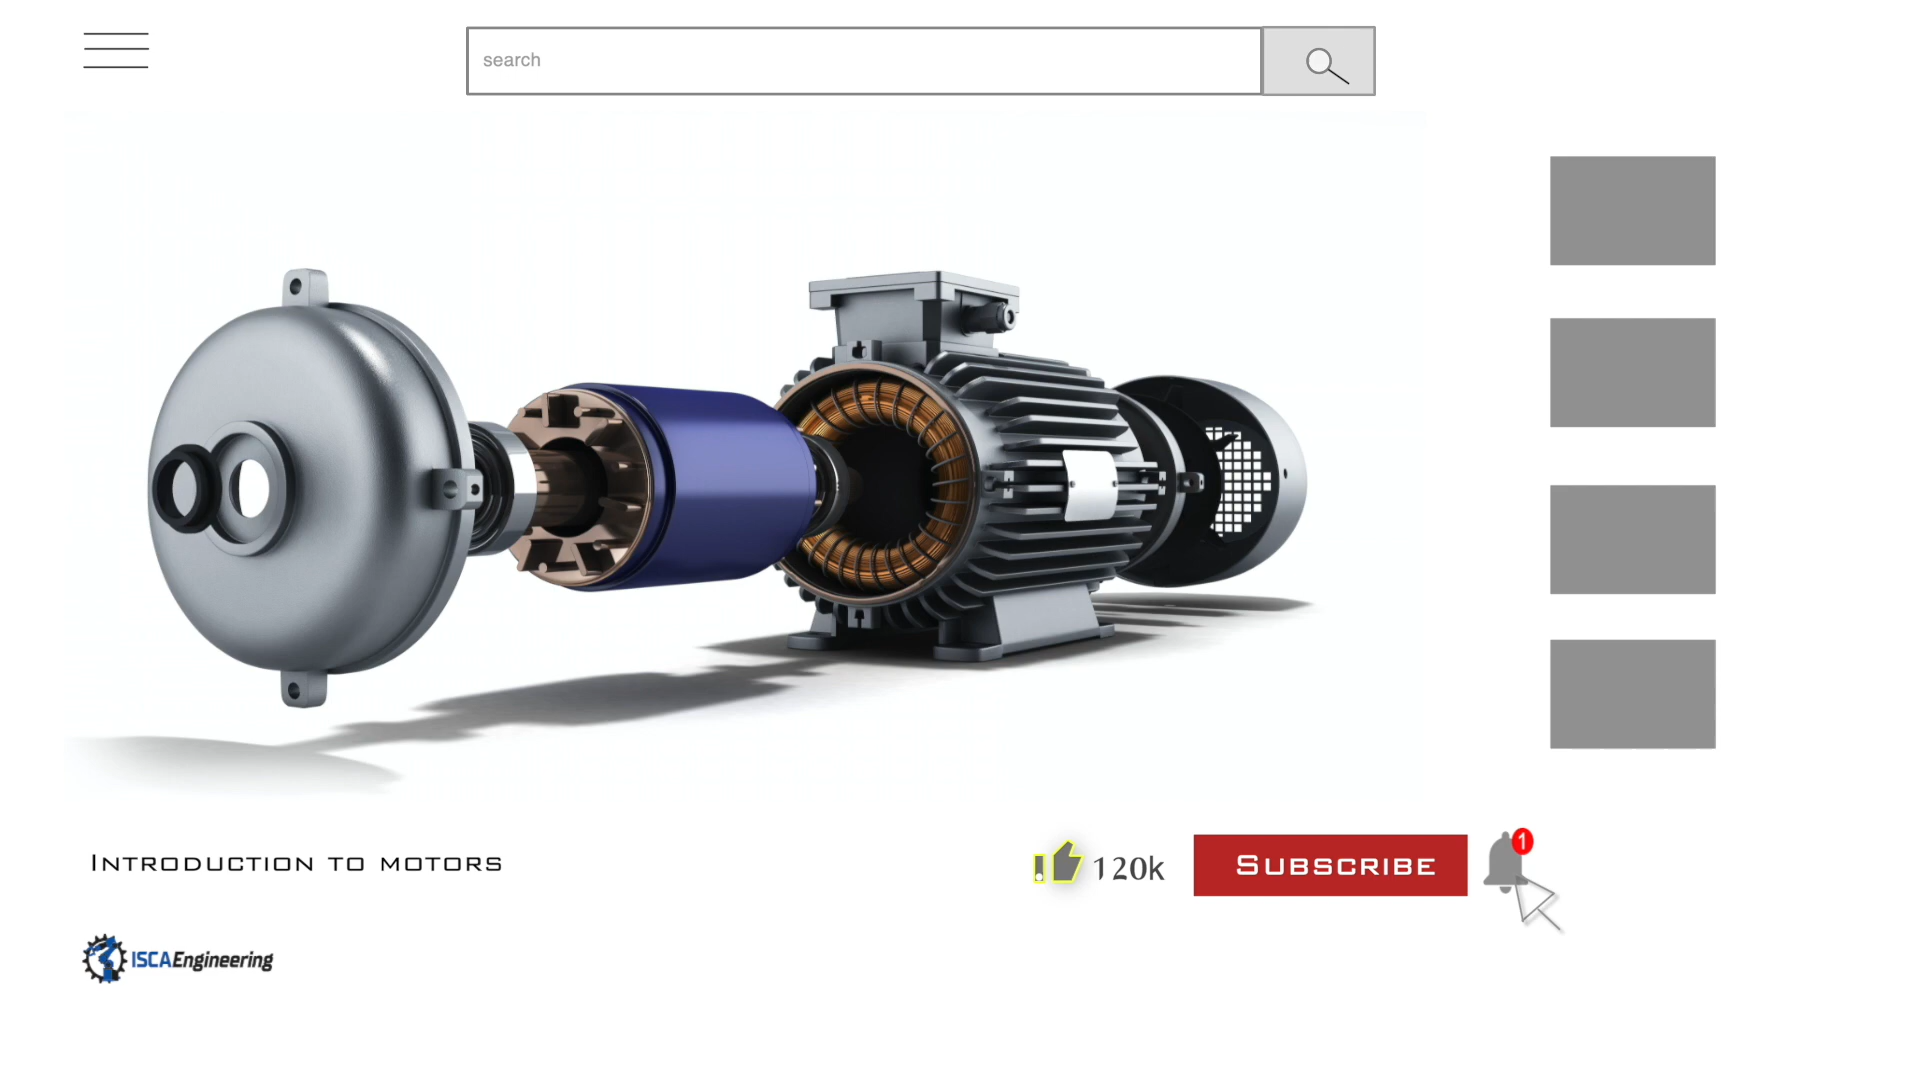 search
Introduction to motors
120k
Subscribe
1
ISCAEngineering